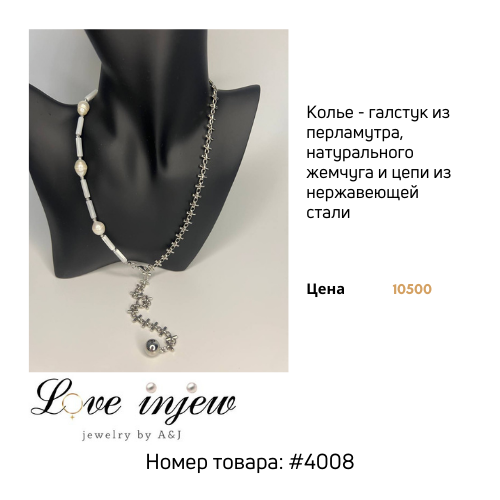 Колье - галстук из
перламутра,
натурального
жемчуга и цепи из
нержавеющей
стали
Цена 10500
Love injew
jewelry by A&J
Номер товара: #4008